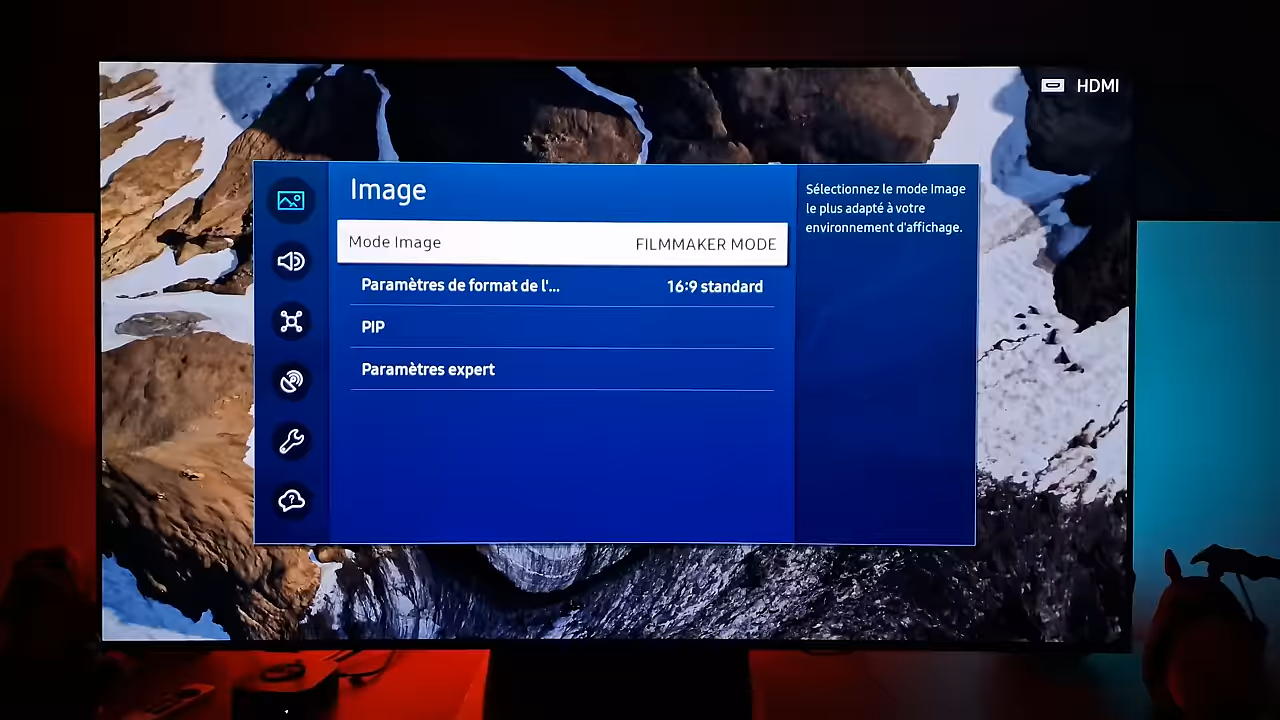 HDMI
Image
Mode Image FILMMAKER MODE
Paramètres de format de l'... 16:9 standard
PIP
Paramètres expert
Sélectionnez le mode Image
le plus adapté à votre
environnement d'affichage.
?